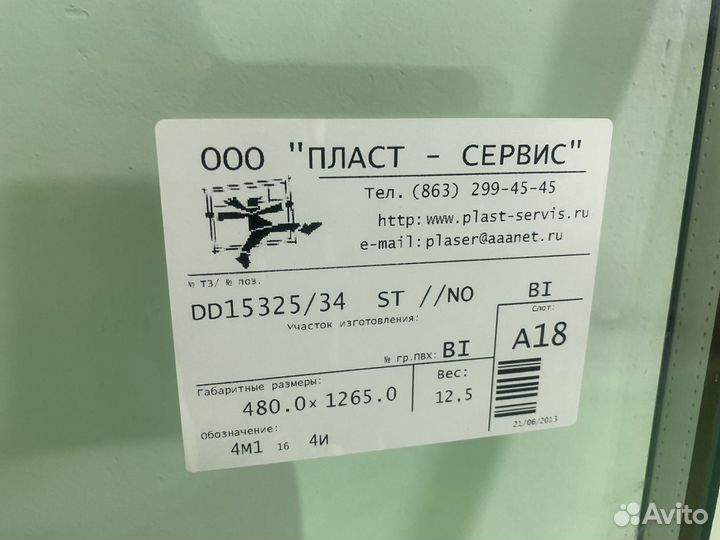 ООО "ПЛАСТ - СЕРВИС"
Тел. (863) 299-45-45
http: www.plast-servis.ru
e-mail: plaser@aaanet.ru
№ ТЗ/ № поз.
DD15325/34 ST //NO BI
Участок изготовления:
Слот:
№ гр.ПВХ: BI
A18
Габаритные размеры:
480.0x 1265.0
Вес:
12,5
Обозначение:
4М1 16 4И
21/06/2013
Avito